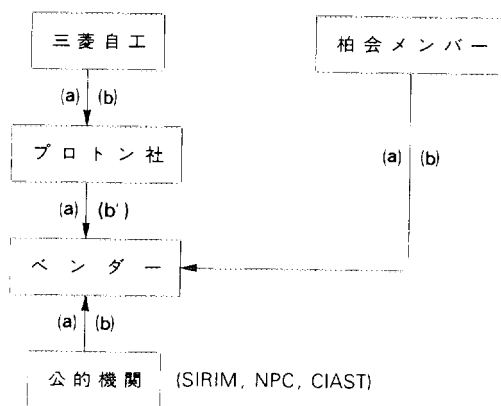 三菱自工
柏会メンバー
(a) (b)
プロトン社
(a) (b)
(a) (b')
ベンダー
(a) (b)
公的機関 (SIRIM, NPC, CIAST)